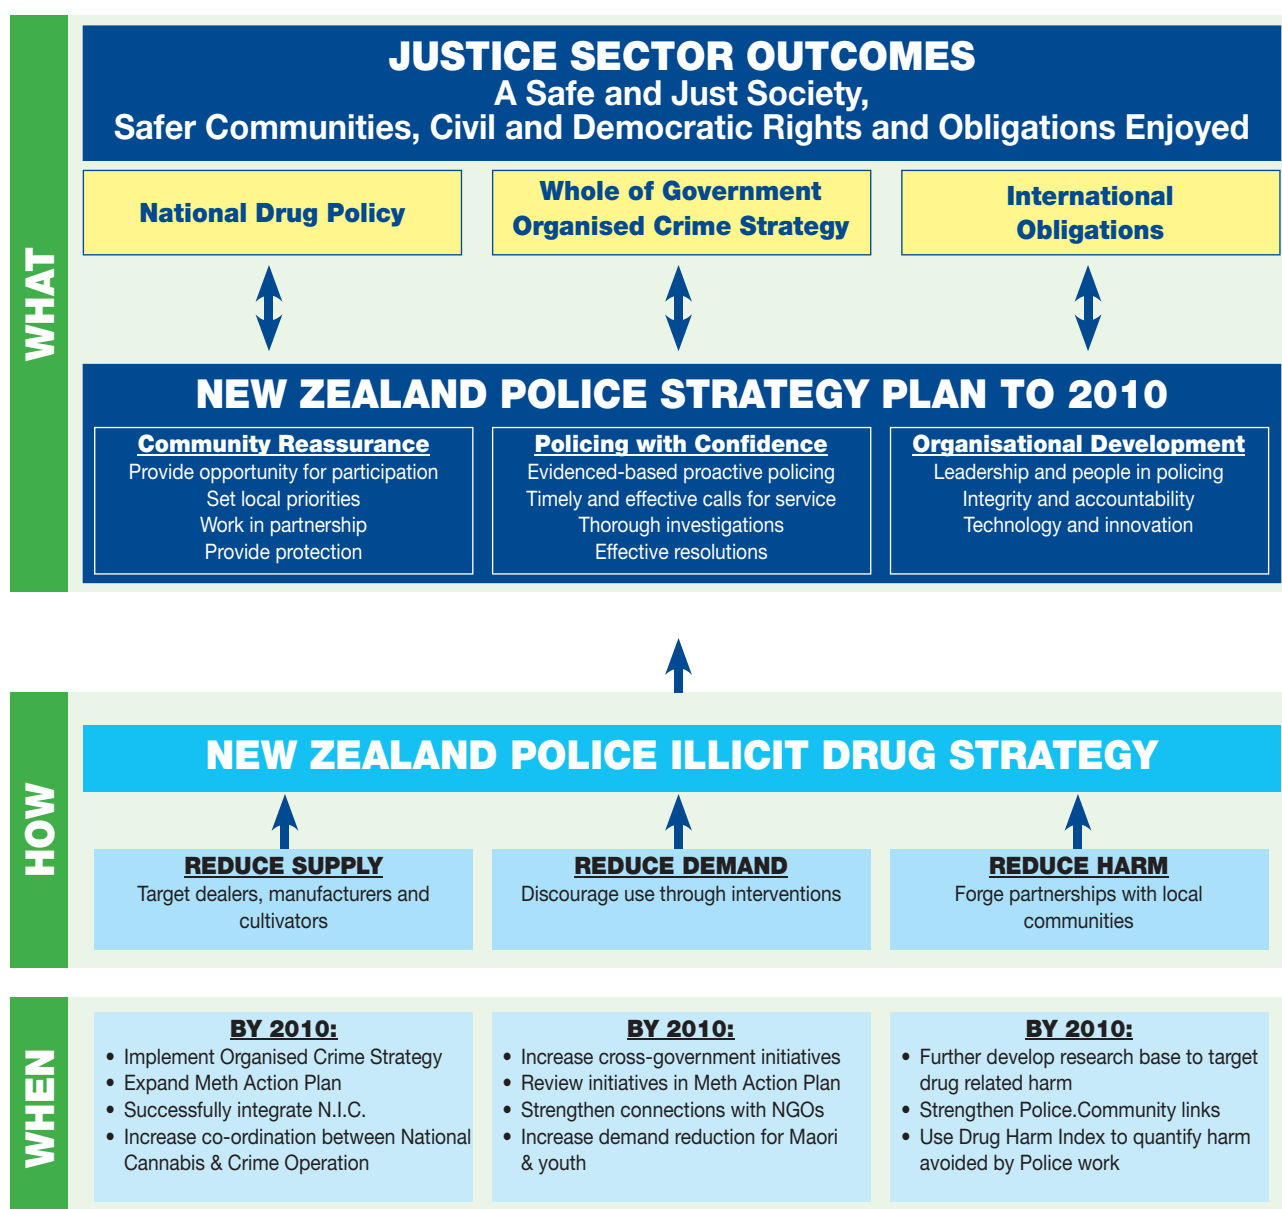 WHAT
JUSTICE SECTOR OUTCOMES
A Safe and Just Society,
Safer Communities, Civil and Democratic Rights and Obligations Enjoyed
National Drug Policy
Whole of Government
Organised Crime Strategy
International
Obligations
NEW ZEALAND POLICE STRATEGY PLAN TO 2010
Community Reassurance
Provide opportunity for participation
Set local priorities
Work in partnership
Provide protection
Policing with Confidence
Evidenced-based proactive policing
Timely and effective calls for service
Thorough investigations
Effective resolutions
Organisational Development
Leadership and people in policing
Integrity and accountability
Technology and innovation
HOW
NEW ZEALAND POLICE ILLICIT DRUG STRATEGY
REDUCE SUPPLY
Target dealers, manufacturers and
cultivators
REDUCE DEMAND
Discourage use through interventions
REDUCE HARM
Forge partnerships with local
communities
WHEN
BY 2010:
• Implement Organised Crime Strategy
• Expand Meth Action Plan
• Successfully integrate N.I.C.
• Increase co-ordination between National
Cannabis & Crime Operation
BY 2010:
• Increase cross-government initiatives
• Review initiatives in Meth Action Plan
• Strengthen connections with NGOs
• Increase demand reduction for Maori
& youth
BY 2010:
• Further develop research base to target
drug related harm
• Strengthen Police.Community links
• Use Drug Harm Index to quantify harm
avoided by Police work